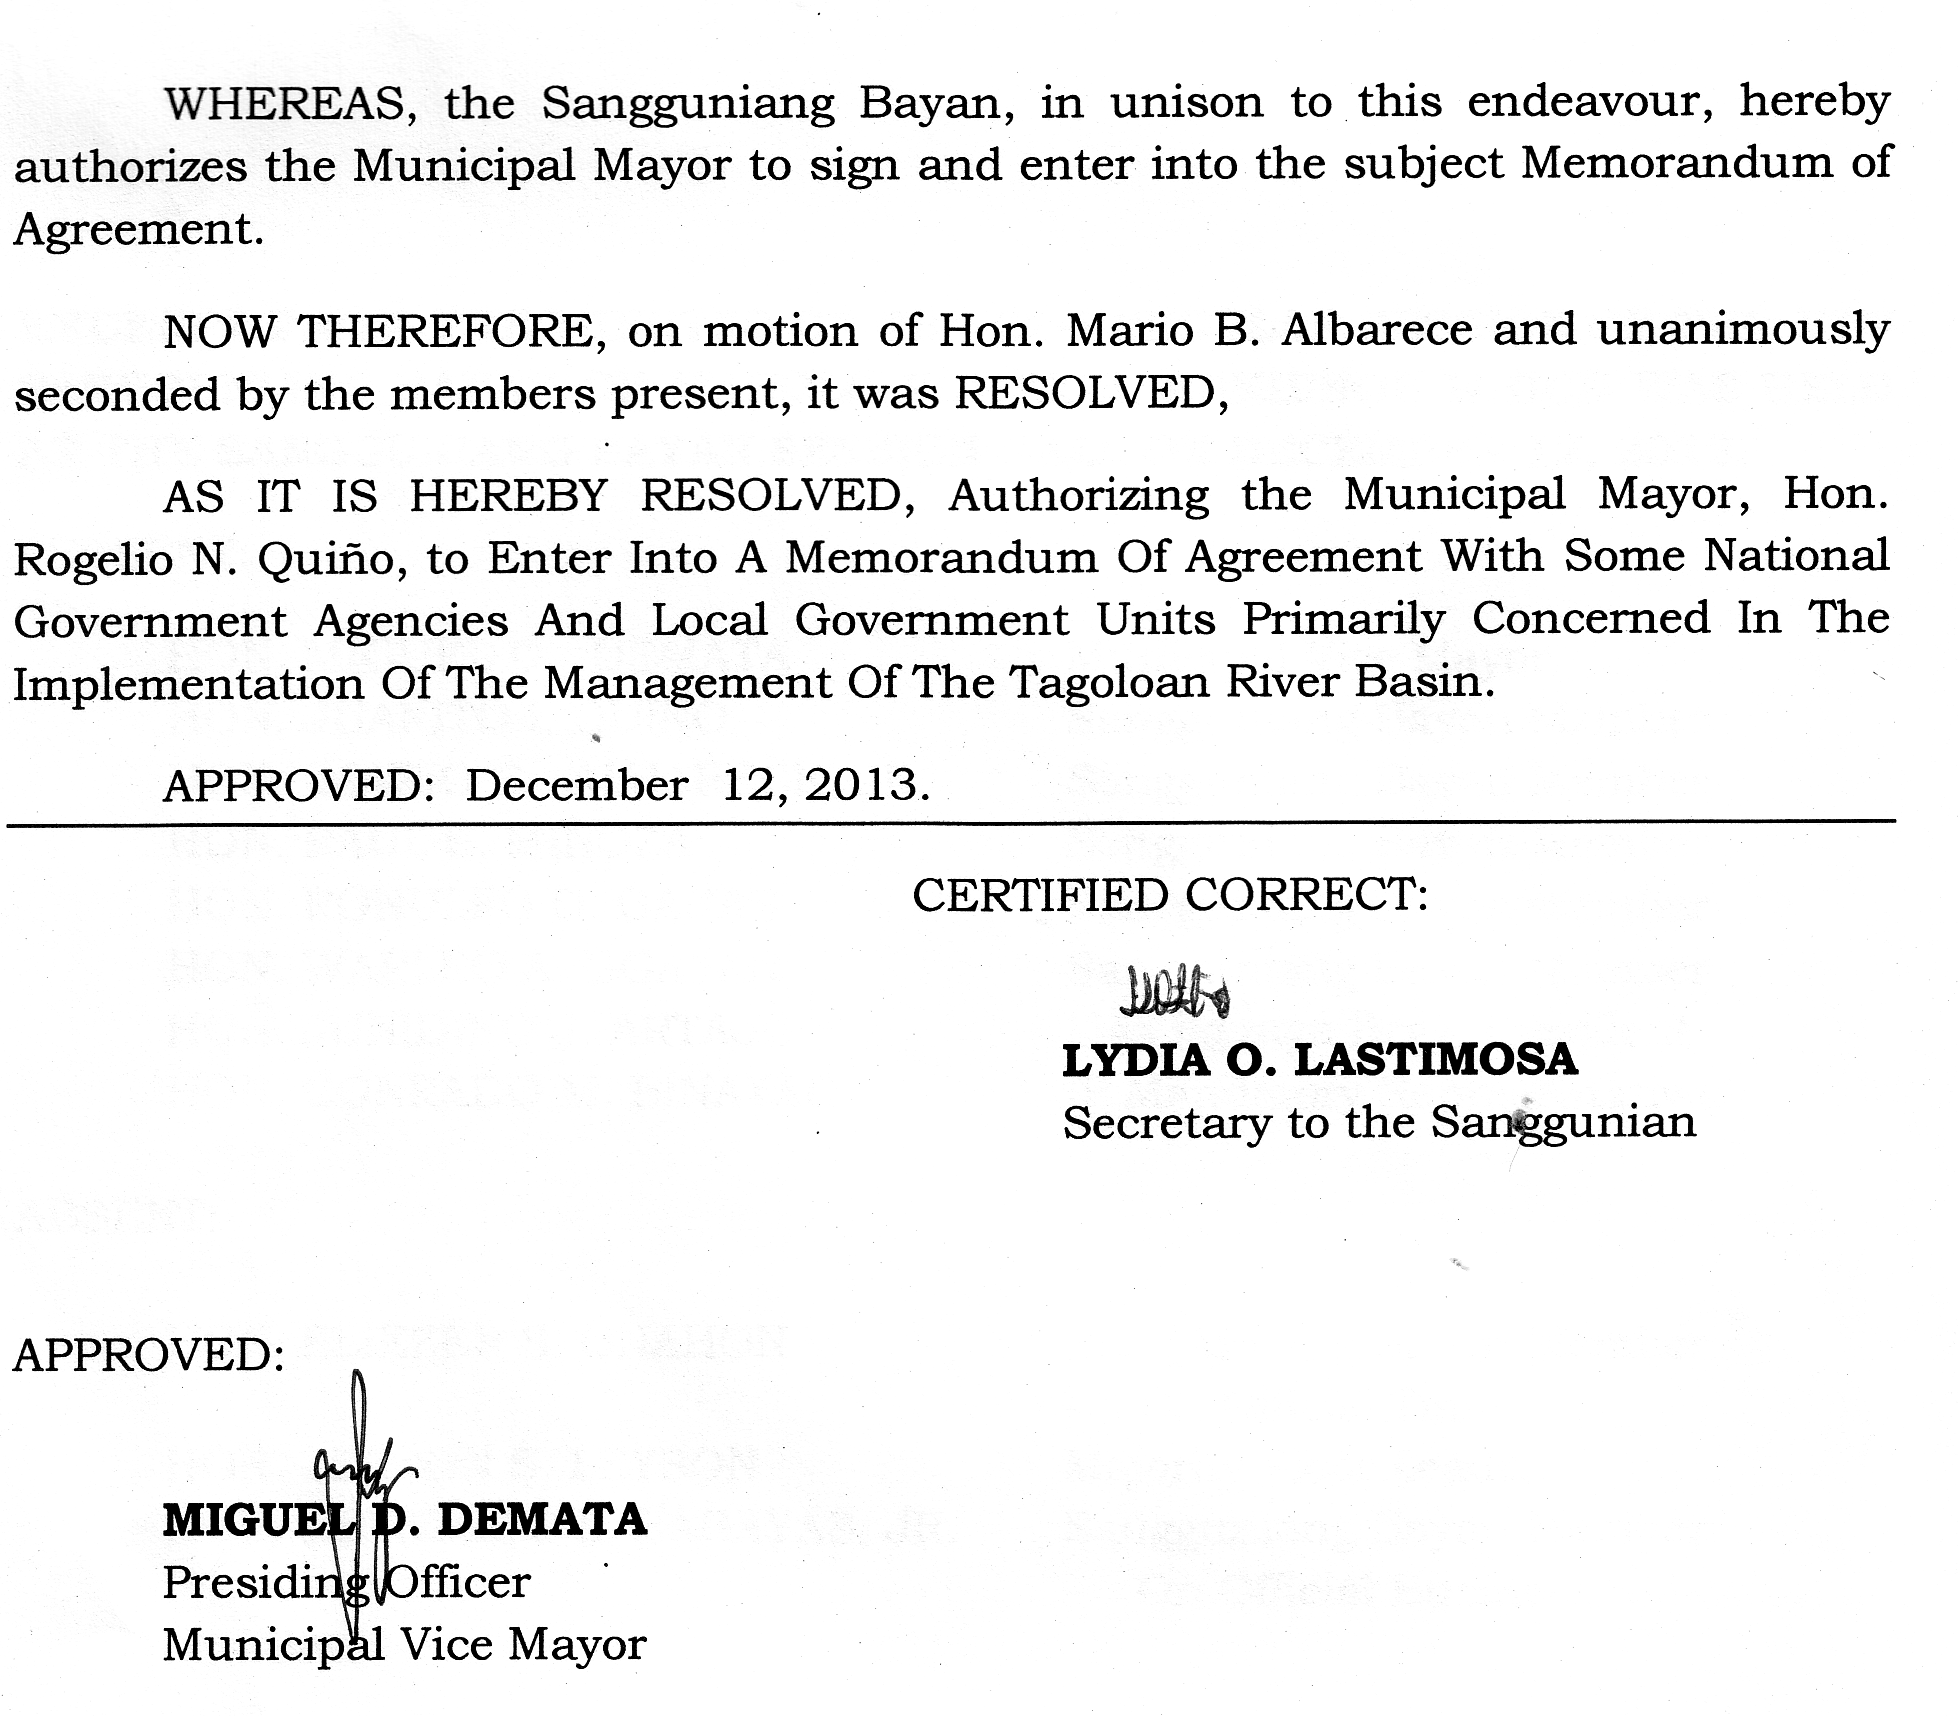 WHEREAS, the Sangguniang Bayan, in unison to this endeavour, hereby
authorizes the Municipal Mayor to sign and enter into the subject Memorandum of
Agreement.
NOW THEREFORE, on motion of Hon. Mario B. Albarece and unanimously
seconded by the members present, it was RESOLVED,
AS IT IS HEREBY RESOLVED, Authorizing the Municipal Mayor, Hon.
Rogelio N. Quiño, to Enter Into A Memorandum Of Agreement With Some National
Government Agencies And Local Government Units Primarily Concerned In The
Implementation Of The Management Of The Tagoloan River Basin.
APPROVED: December 12, 2013.
CERTIFIED CORRECT:
LYDIA O. LASTIMOSA
Secretary to the Sanggunian
APPROVED:
MIGUEL D. DEMATA
Presiding Officer
Municipal Vice Mayor